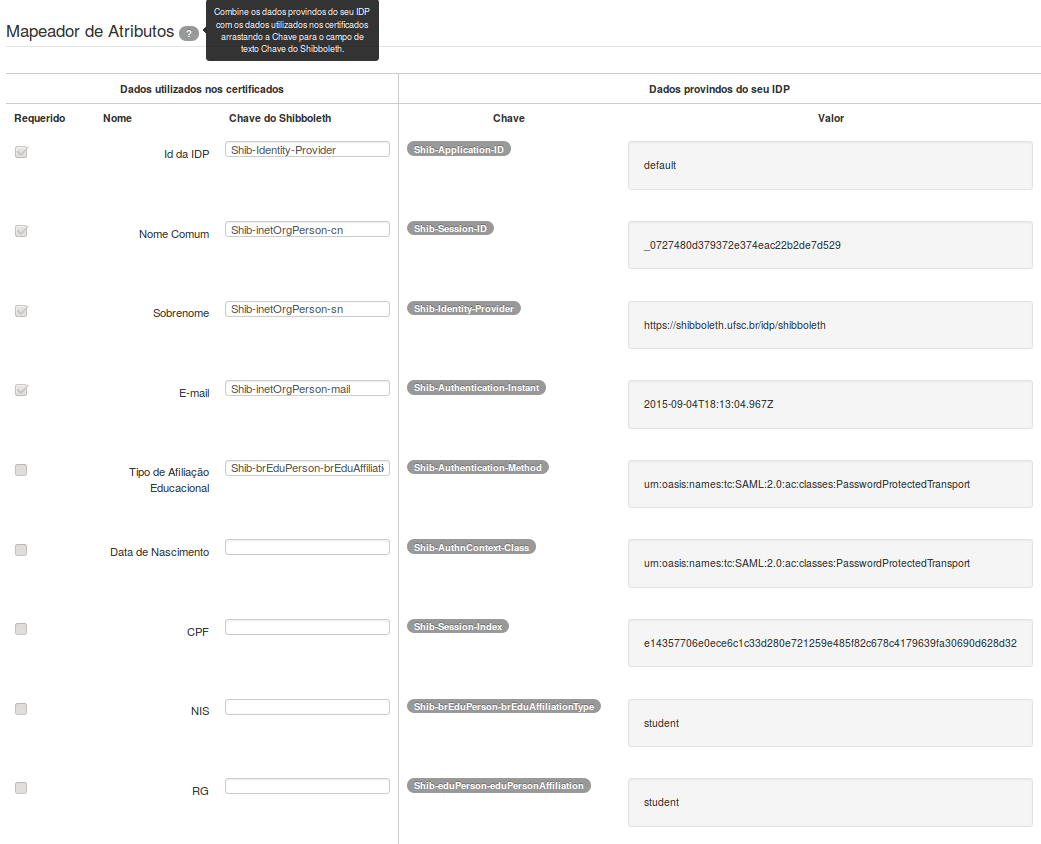 Mapeador de Atributos ?
Combine os dados provindos do seu IDP
com os dados utilizados nos certificados
arrastando a Chave para o campo de
texto Chave do Shibboleth.
Dados utilizados nos certificados
Dados provindos do seu IDP
Requerido Nome Chave do Shibboleth Chave Valor
Id da IDP Shib-Identity-Provider Shib-Application-ID default
Nome Comum Shib-inetOrgPerson-cn Shib-Session-ID _0727480d379372e374eac22b2de7d529
Sobrenome Shib-inetOrgPerson-sn Shib-Identity-Provider https://shibboleth.ufsc.br/idp/shibboleth
E-mail Shib-inetOrgPerson-mail Shib-Authentication-Instant 2015-09-04T18:13:04.967Z
Tipo de Afiliação Shib-brEduPerson-brEduAffiliati Shib-Authentication-Method urn:oasis:names:tc:SAML:2.0:ac:classes:PasswordProtectedTransport
Educacional
Data de Nascimento Shib-AuthnContext-Class urn:oasis:names:tc:SAML:2.0:ac:classes:PasswordProtectedTransport
CPF Shib-Session-Index e14357706e0ece6c1c33d280e721259e485f82c678c4179639fa30690d628d32
NIS Shib-brEduPerson-brEduAffiliationType student
RG Shib-eduPerson-eduPersonAffiliation student